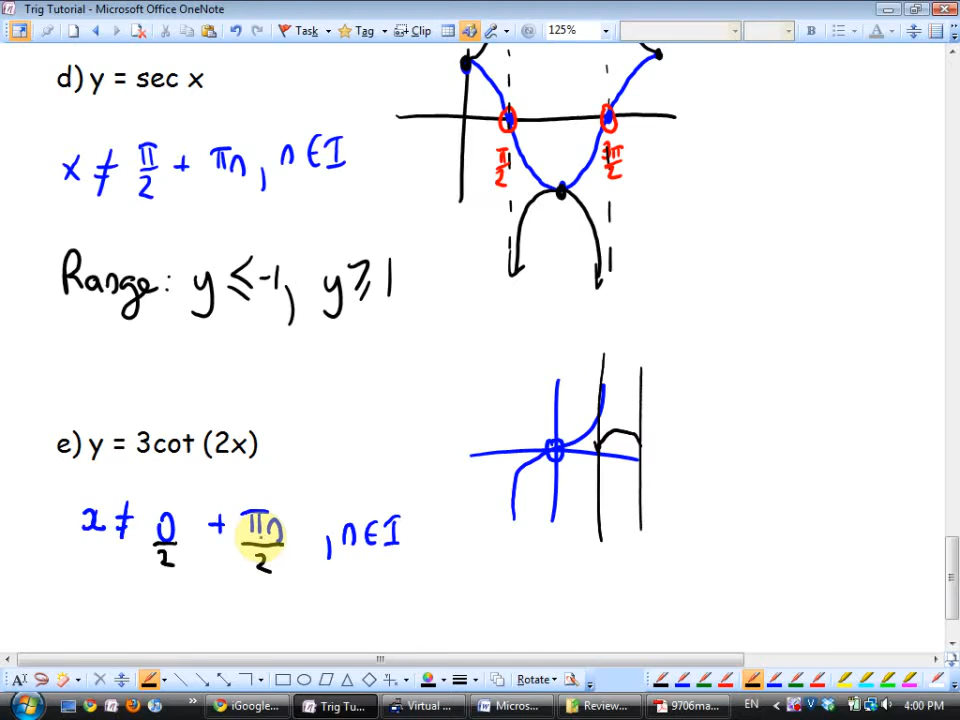 Trig Tutorial - Microsoft OneNote
Task Tag Clip 125%
d) y = sec x
x ≠ π/2 + πn, n ∈ I
π/2 3π/2
Range: y ≤ -1, y ≥ 1
e) y = 3cot (2x)
x ≠ 0/2 + πn/2, n ∈ I
Rotate
iGoogle... Trig Tu... Virtual ... Micros... Review... 9706ma... EN 4:00 PM